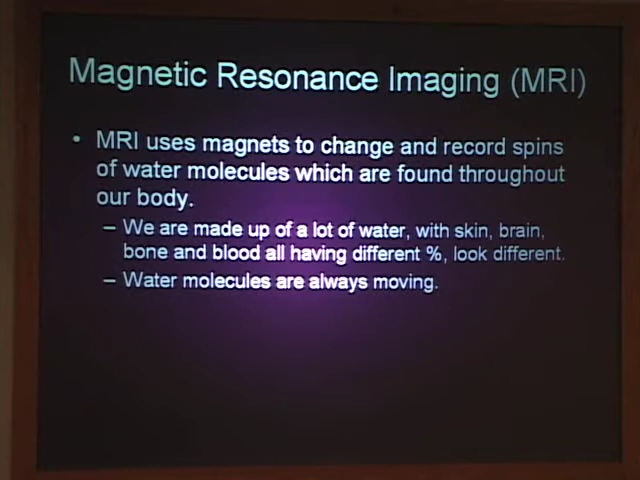 Magnetic Resonance Imaging (MRI)
• MRI uses magnets to change and record spins
of water molecules which are found throughout
our body.
– We are made up of a lot of water, with skin, brain,
bone and blood all having different %, look different.
– Water molecules are always moving.